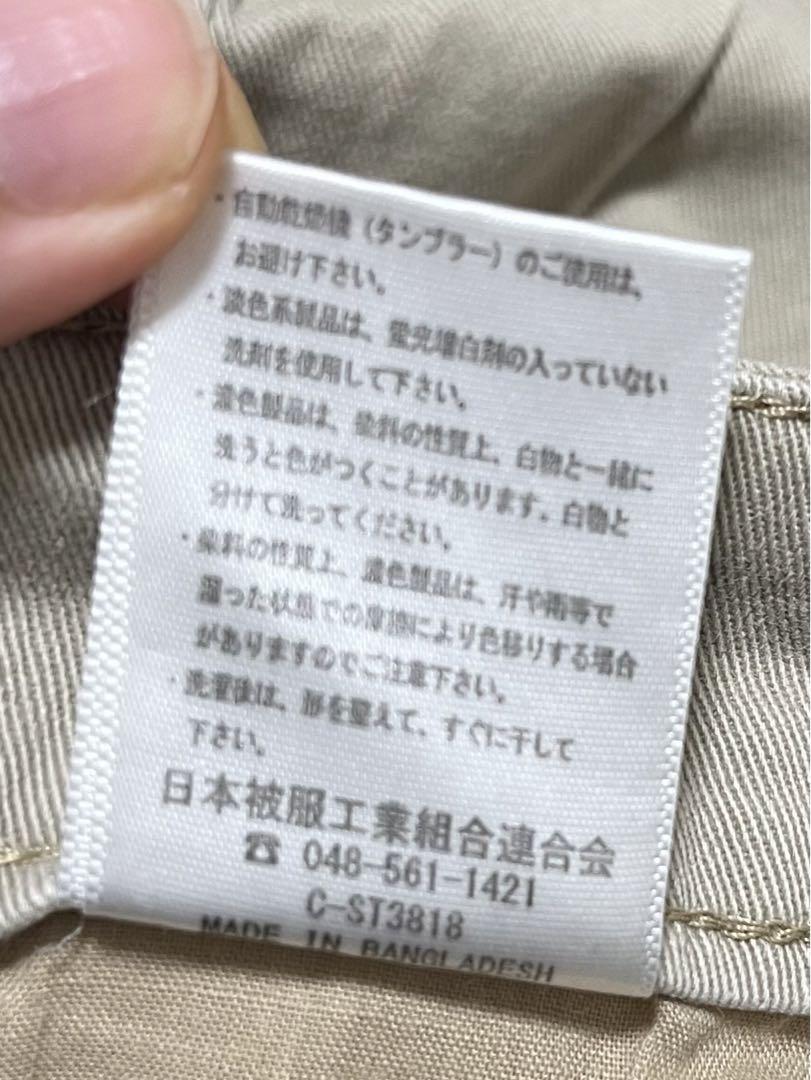 ・自動乾燥後（タンブラー）のご使用は、
お避け下さい。
・淡色系製品は、蛍光増白剤の入っていない
洗剤を使用して下さい。
・濃色製品は、染料の性質上、白物と一緒に
洗うと色がつくことがあります。白物と
分けて洗ってください。
・染料の性質上、濃色製品は、汗や雨等で
湿った状態での摩擦により色移りする場合
がありますのでご注意下さい。
・洗濯後は、形を整えて、すぐに干して
下さい。
日本被服工業組合連合会
☎ 048-561-1421
C-ST3818
MADE IN BANGLADESH